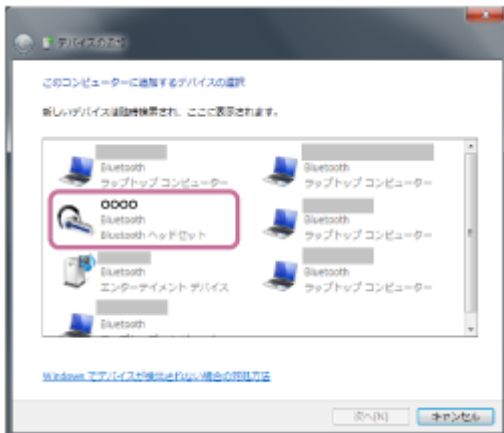 デバイスの追加
このコンピューターに追加するデバイスの選択
新しいデバイスは随時検索され、ここに表示されます。
Bluetooth
ラップトップ コンピューター
Bluetooth
ラップトップ コンピューター
OOOO
Bluetooth
Bluetooth ヘッドセット
Bluetooth
ラップトップ コンピューター
Bluetooth
エンターテイメント デバイス
Bluetooth
ラップトップ コンピューター
Bluetooth
Windows でデバイスが検出されない場合の対処方法
次へ(N)
キャンセル